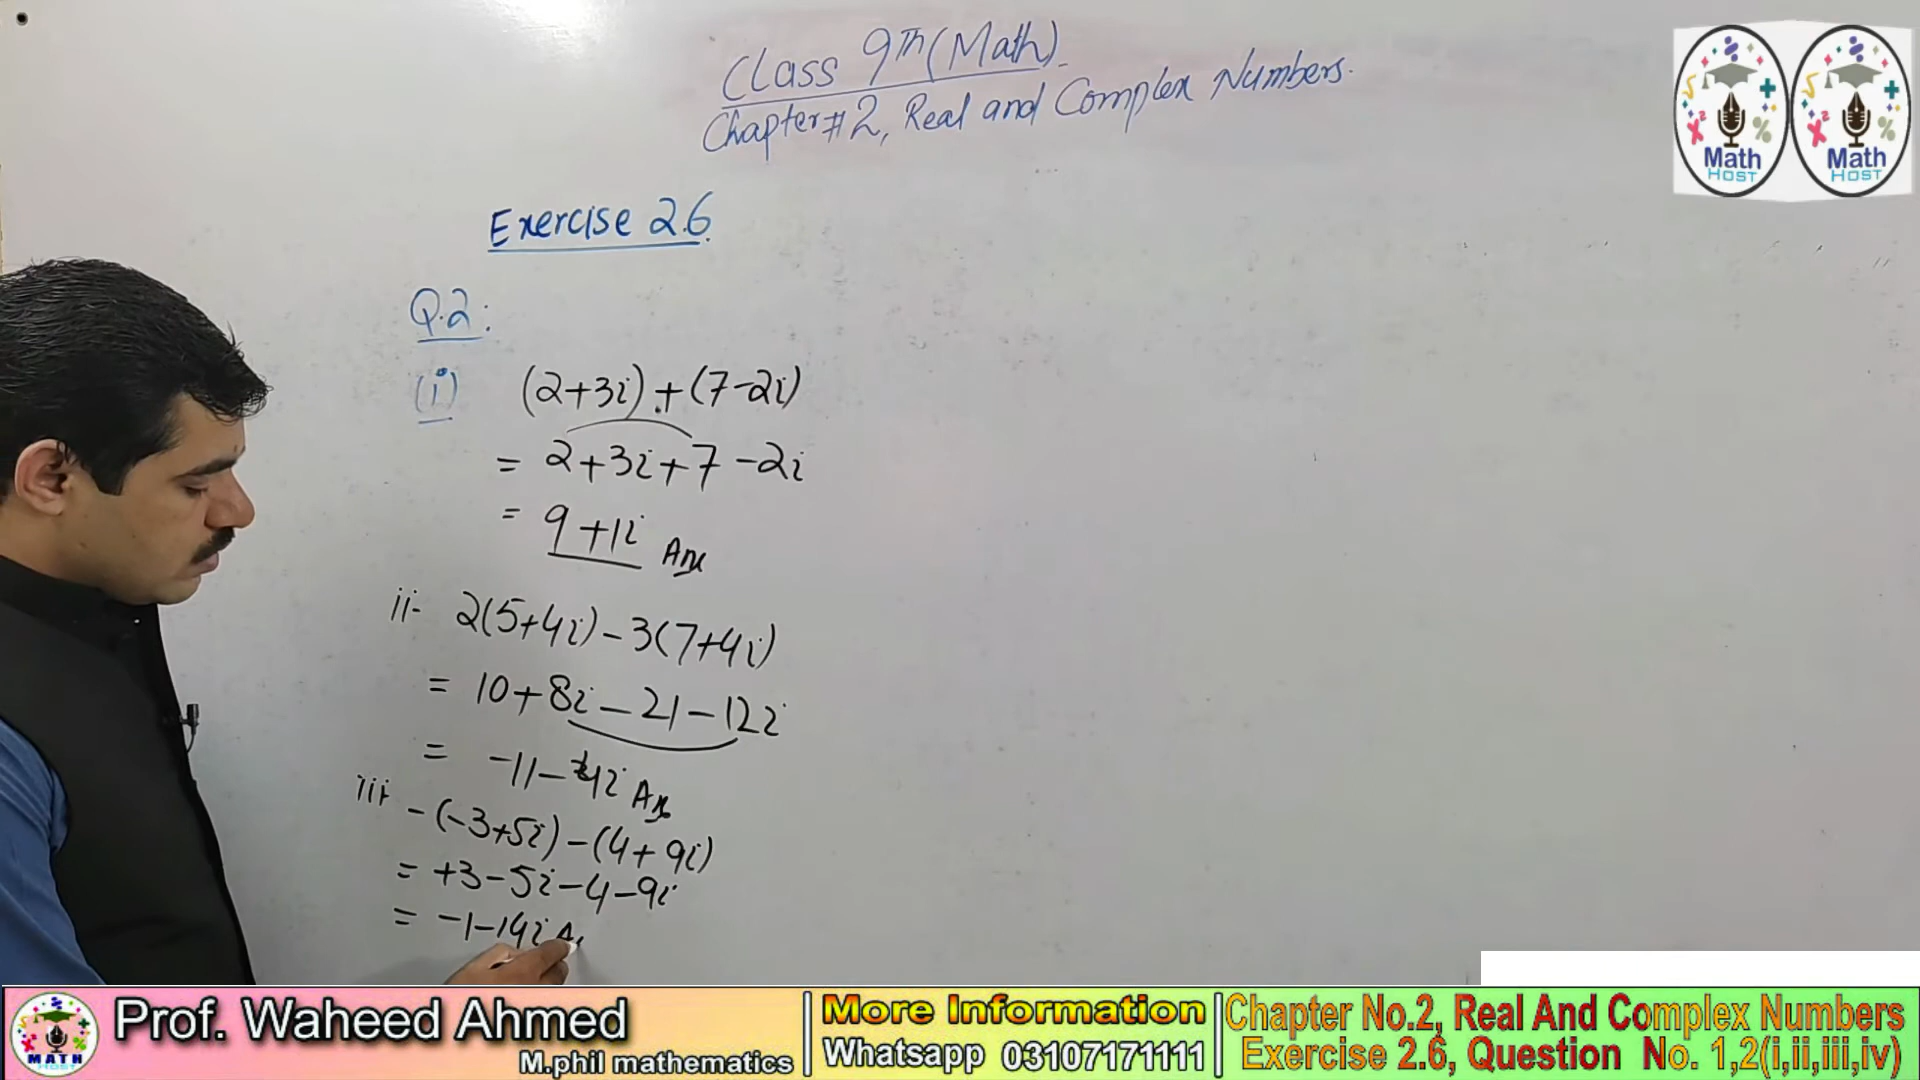 Class 9Th (Math)
Chapter # 2, Real and Complex Numbers.
Math
HOST
Math
HOST
Exercise 2.6
Q.2:
(i) (2+3i)+(7-2i)
= 2+3i+7-2i
= 9+1i Ans
ii- 2(5+4i)-3(7+4i)
= 10+8i-21-12i
= -11-4i Ans
iii- -(-3+5i)-(4+9i)
= +3-5i-4-9i
= -1-14i
MATH
HOST
Prof. Waheed Ahmed
M.phil mathematics
More Information
Whatsapp 03107171111
Chapter No.2, Real And Complex Numbers
Exercise 2.6, Question No. 1,2(i,ii,iii,iv)